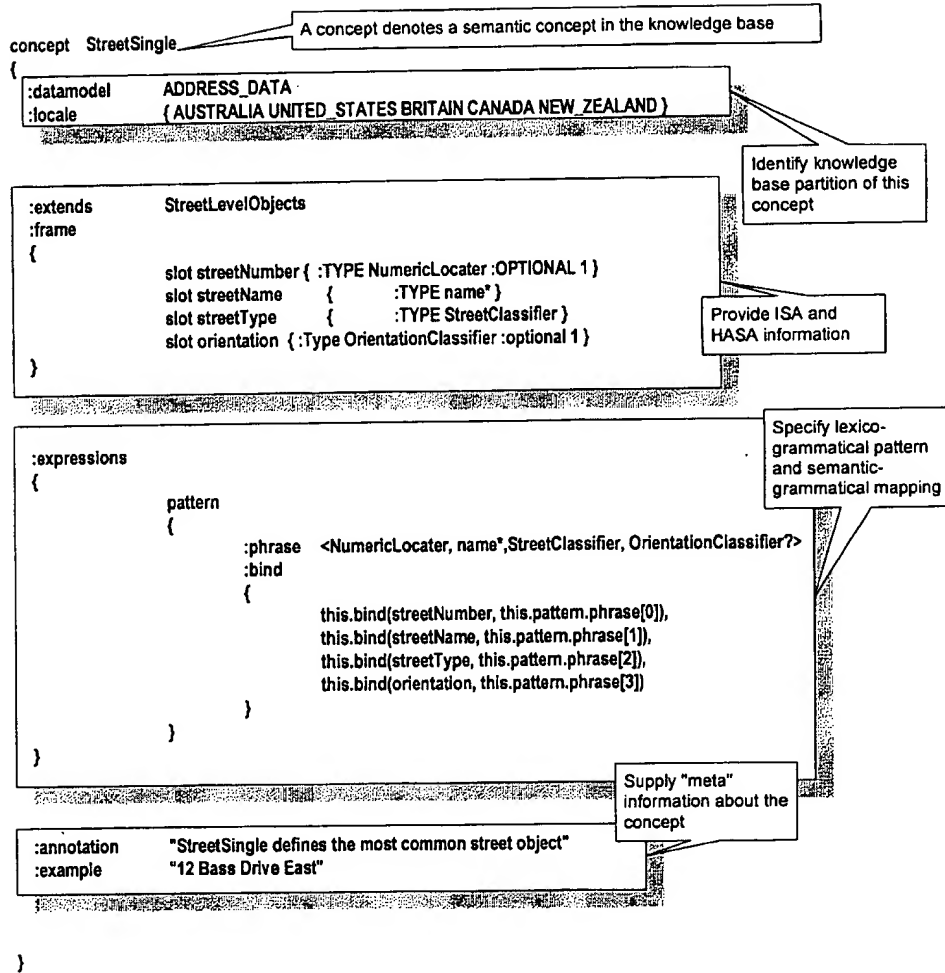 A concept denotes a semantic concept in the knowledge base
concept StreetSingle
{
:datamodel ADDRESS_DATA
:locale { AUSTRALIA UNITED_STATES BRITAIN CANADA NEW_ZEALAND }
Identify knowledge
base partition of this
concept
:extends StreetLevelObjects
:frame
{
slot streetNumber { :TYPE NumericLocater :OPTIONAL 1 }
slot streetName { :TYPE name* }
slot streetType { :TYPE StreetClassifier }
slot orientation { :Type OrientationClassifier :optional 1 }
}
Provide ISA and
HASA information
Specify lexico-
grammatical pattern
and semantic-
grammatical mapping
:expressions
{
pattern
{
:phrase <NumericLocater, name*,StreetClassifier, OrientationClassifier?>
:bind
{
this.bind(streetNumber, this.pattern.phrase[0]),
this.bind(streetName, this.pattern.phrase[1]),
this.bind(streetType, this.pattern.phrase[2]),
this.bind(orientation, this.pattern.phrase[3])
}
}
}
Supply "meta"
information about the
concept
:annotation "StreetSingle defines the most common street object"
:example "12 Bass Drive East"
}